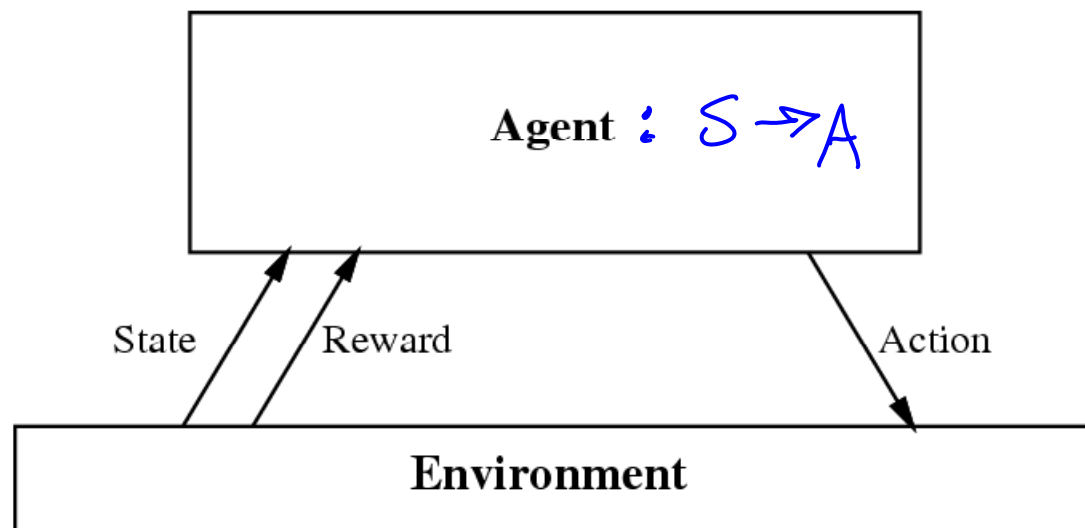 Agent : S → A
State Reward Action
Environment